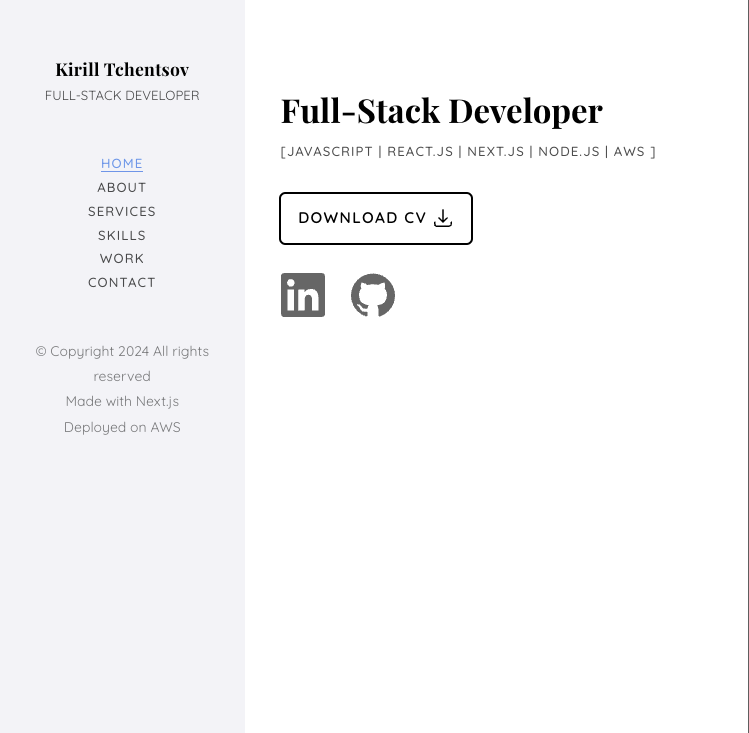 Kirill Tchentsov
FULL-STACK DEVELOPER
HOME
ABOUT
SERVICES
SKILLS
WORK
CONTACT
© Copyright 2024 All rights
reserved
Made with Next.js
Deployed on AWS
Full-Stack Developer
[JAVASCRIPT | REACT.JS | NEXT.JS | NODE.JS | AWS ]
DOWNLOAD CV
in